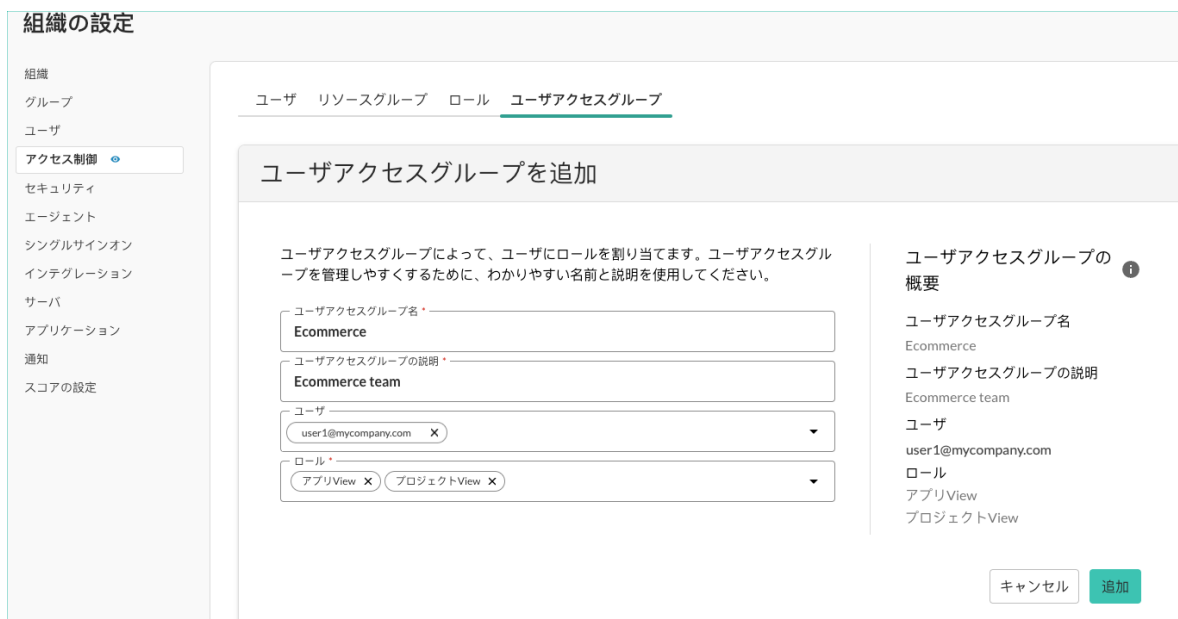 組織の設定
組織
グループ
ユーザ
アクセス制御
セキュリティ
エージェント
シングルサインオン
インテグレーション
サーバ
アプリケーション
通知
スコアの設定
ユーザ リソースグループ ロール ユーザアクセスグループ
ユーザアクセスグループを追加
ユーザアクセスグループによって、ユーザにロールを割り当てます。ユーザアクセスグル
ープを管理しやすくするために、わかりやすい名前と説明を使用してください。
ユーザアクセスグループ名 *
Ecommerce
ユーザアクセスグループの説明 *
Ecommerce team
ユーザ
user1@mycompany.com ×
ロール *
アプリView × プロジェクトView ×
ユーザアクセスグループの
概要
ユーザアクセスグループ名
Ecommerce
ユーザアクセスグループの説明
Ecommerce team
ユーザ
user1@mycompany.com
ロール
アプリView
プロジェクトView
キャンセル 追加